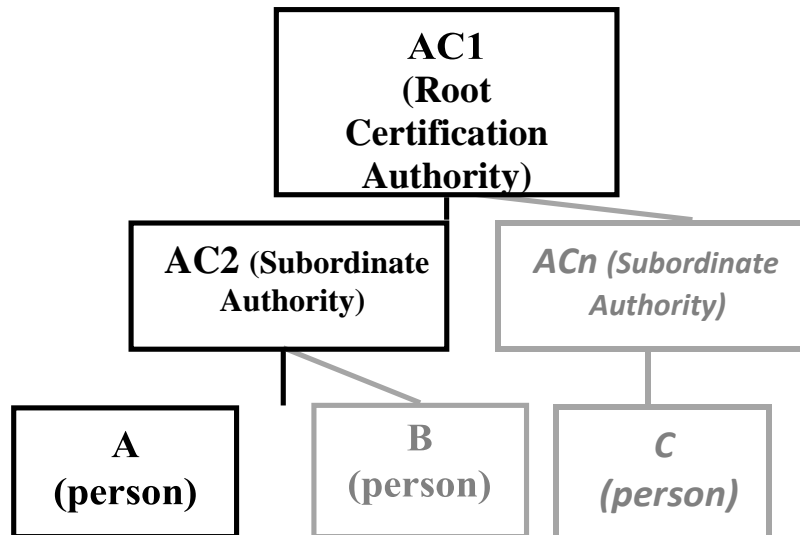 AC1
(Root
Certification
Authority)
AC2 (Subordinate
Authority)
ACn (Subordinate
Authority)
A
(person)
B
(person)
C
(person)